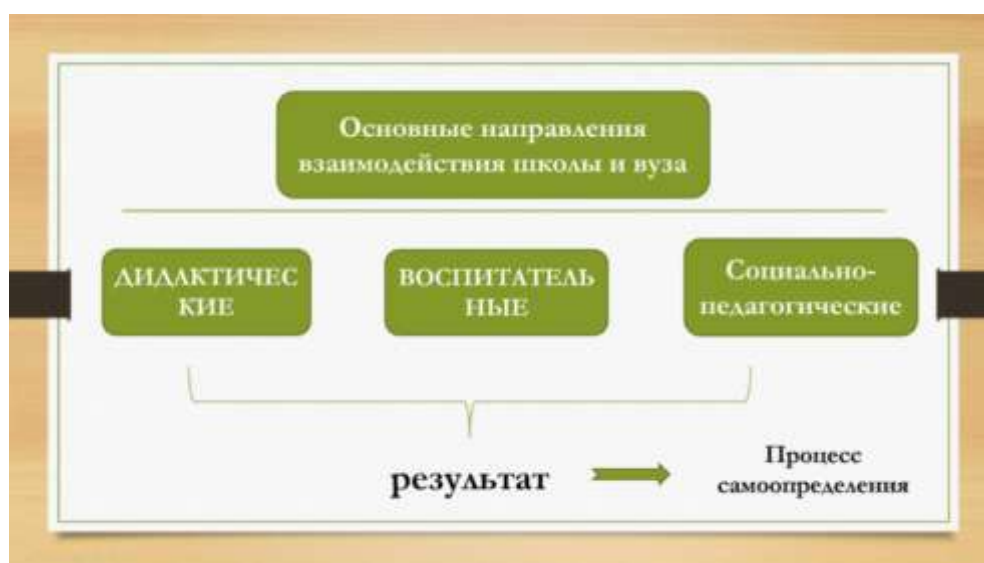 Основные направления
взаимодействия школы и вуза
ДИДАКТИЧЕС
КИЕ
ВОСПИТАТЕЛЬ
НЫЕ
Социально-
педагогические
результат
Процесс
самоопределения